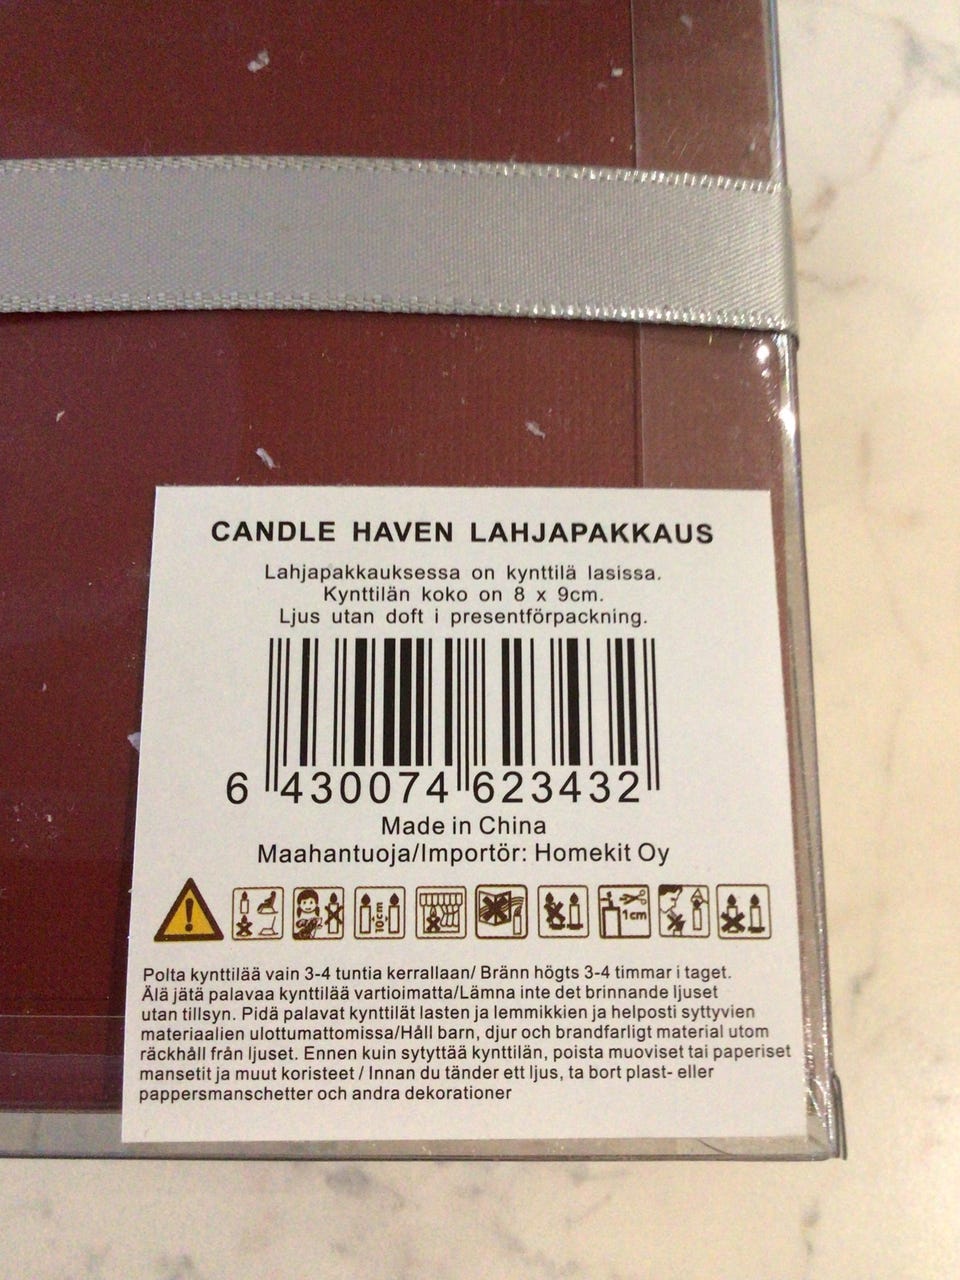 CANDLE HAVEN LAHJAPAKKAUS
Lahjapakkauksessa on kynttilä lasissa.
Kynttilän koko on 8 x 9cm.
Ljus utan doft i presentförpackning.
6 430074 623432
Made in China
Maahantuoja/Importör: Homekit Oy
10cm 1cm
Polta kynttilää vain 3-4 tuntia kerrallaan/ Bränn högts 3-4 timmar i taget.
Älä jätä palavaa kynttilää vartioimatta/Lämna inte det brinnande ljuset
utan tillsyn. Pidä palavat kynttilät lasten ja lemmikkien ja helposti syttyvien
materiaalien ulottumattomissa/Håll barn, djur och brandfarligt material utom
räckhåll från ljuset. Ennen kuin sytyttää kynttilän, poista muoviset tai paperiset
mansetit ja muut koristeet / Innan du tänder ett ljus, ta bort plast- eller
pappersmanschetter och andra dekorationer